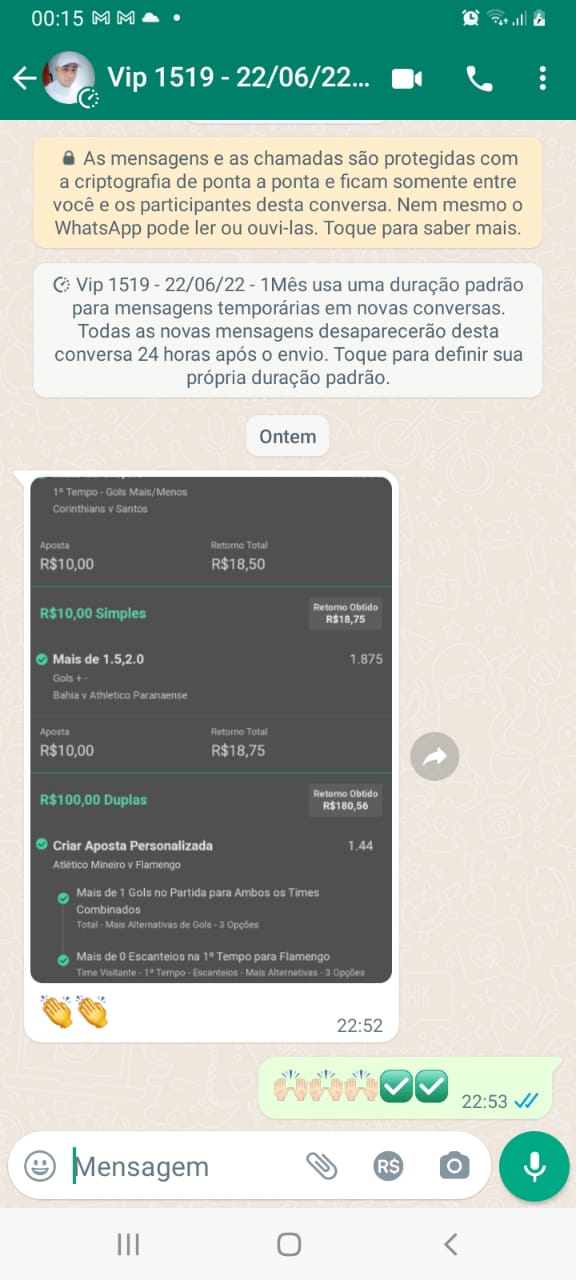 00:15
Vip 1519 - 22/06/22...
As mensagens e as chamadas são protegidas com
a criptografia de ponta a ponta e ficam somente entre
você e os participantes desta conversa. Nem mesmo o
WhatsApp pode ler ou ouvi-las. Toque para saber mais.
Vip 1519 - 22/06/22 - 1Mês usa uma duração padrão
para mensagens temporárias em novas conversas.
Todas as novas mensagens desaparecerão desta
conversa 24 horas após o envio. Toque para definir sua
própria duração padrão.
Ontem
1º Tempo - Gols Mais/Menos
Corinthians v Santos
Aposta Retorno Total
R$10,00 R$18,50
R$10,00 Simples Retorno Obtido
R$18,75
Mais de 1.5,2.0 1.875
Gols + -
Bahia v Athletico Paranaense
Aposta Retorno Total
R$10,00 R$18,75
R$100,00 Duplas Retorno Obtido
R$180,56
Criar Aposta Personalizada 1.44
Atlético Mineiro v Flamengo
Mais de 1 Gols no Partida para Ambos os Times
Combinados
Total - Mais Alternativas de Gols - 3 Opções
Mais de 0 Escanteios na 1º Tempo para Flamengo
Time Visitante - 1º Tempo - Escanteios - Mais Alternativas - 3 Opções
22:52
22:53
Mensagem
R$